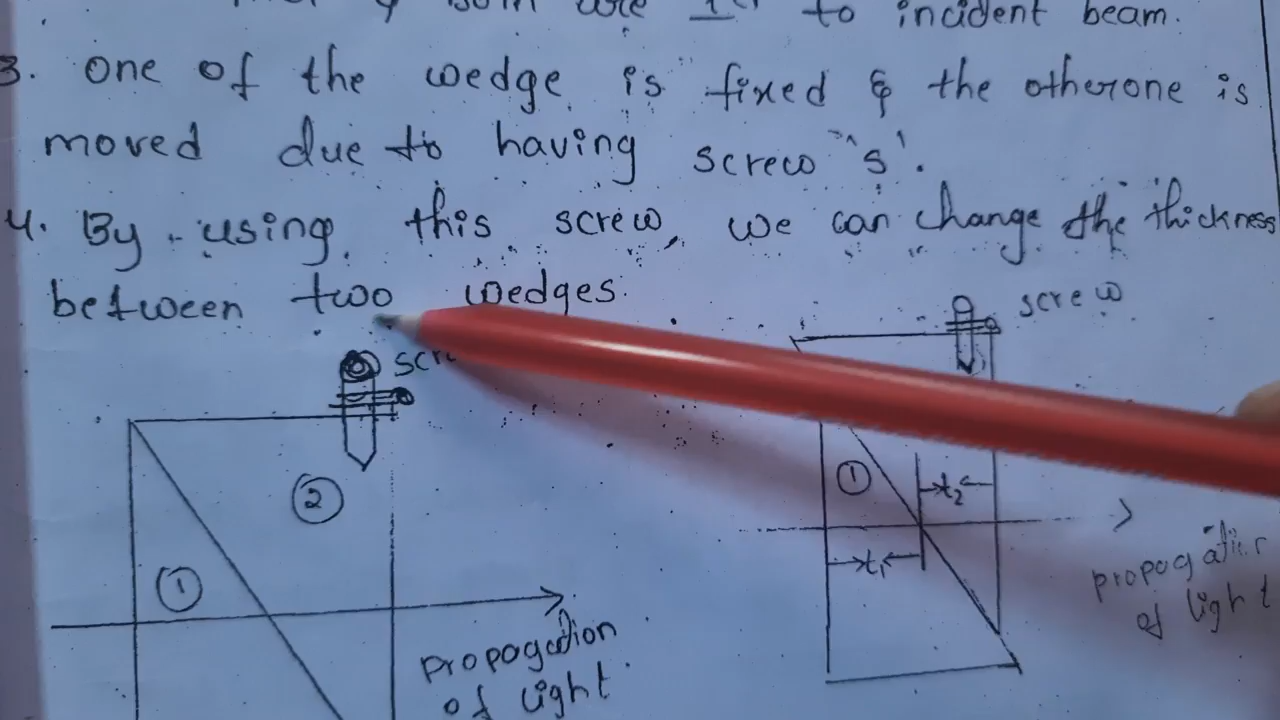 to incident beam.
3. one of the wedge is fixed & the otherone is
moved due to having screw 's'.
4. By using this screw, we can change the thickness
between two wedges.
screw
②
①
propogation
of light
screw
①
t2
t1
propogation
of light